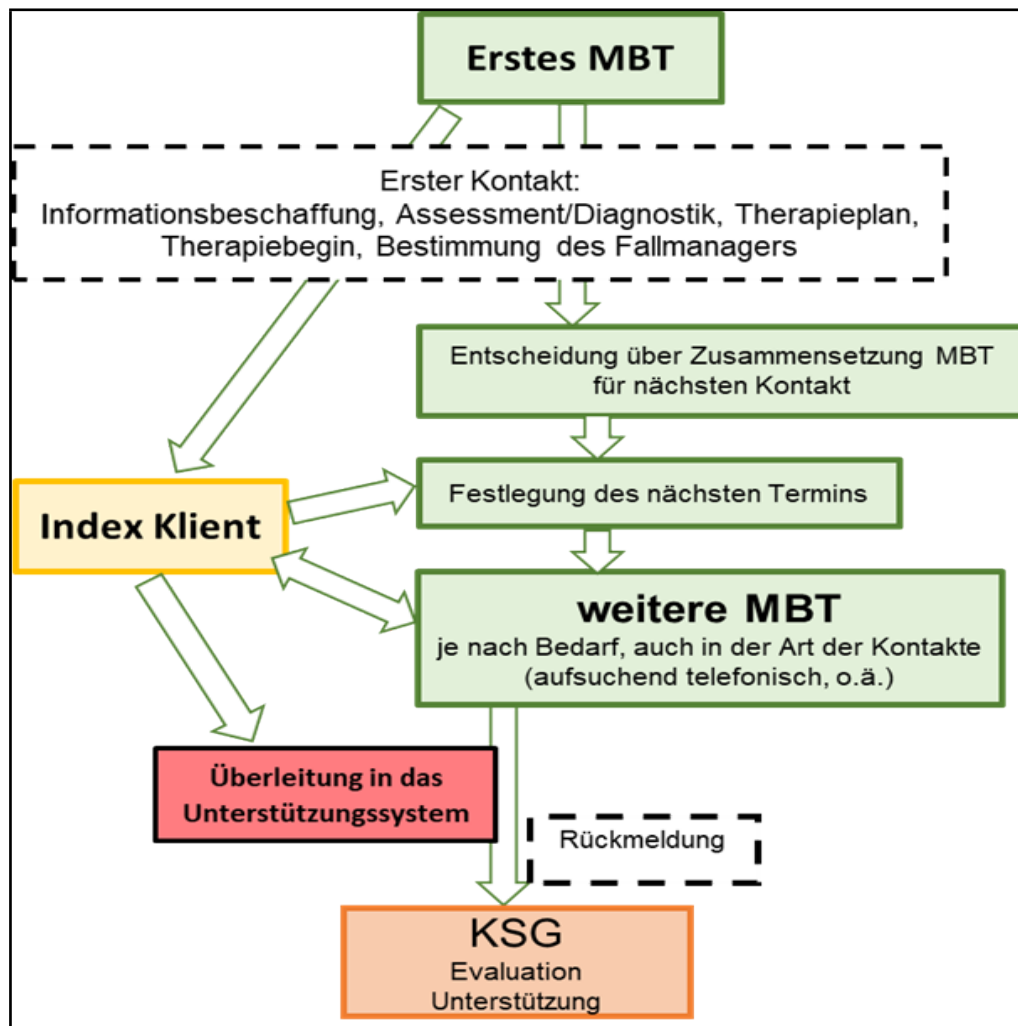 Erstes MBT
Erster Kontakt:
Informationsbeschaffung, Assessment/Diagnostik, Therapieplan,
Therapiebegin, Bestimmung des Fallmanagers
Entscheidung über Zusammensetzung MBT
für nächsten Kontakt
Festlegung des nächsten Termins
Index Klient
weitere MBT
je nach Bedarf, auch in der Art der Kontakte
(aufsuchend telefonisch, o.ä.)
Überleitung in das
Unterstützungssystem
Rückmeldung
KSG
Evaluation
Unterstützung